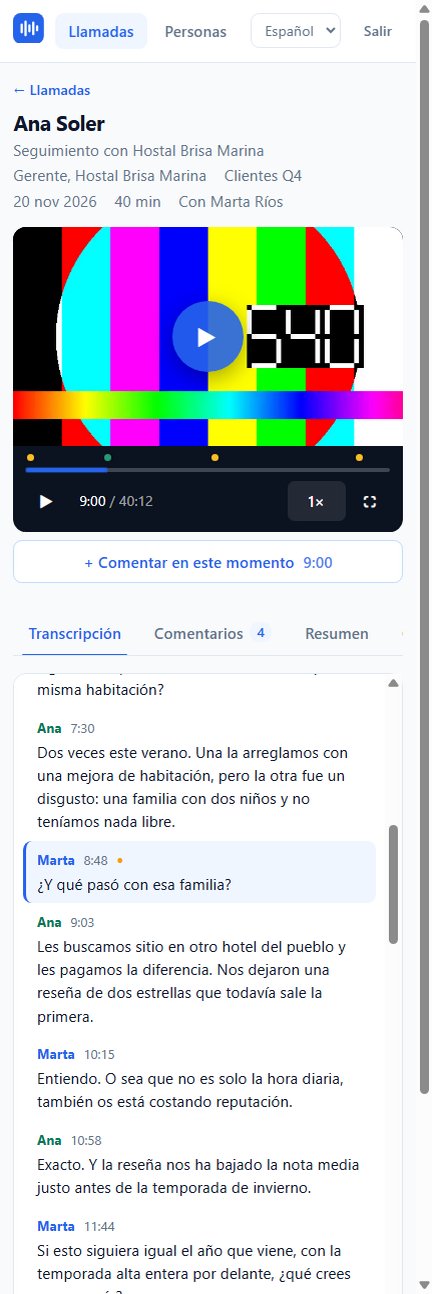 Llamadas
Personas
Español
Salir
← Llamadas
Ana Soler
Seguimiento con Hostal Brisa Marina
Gerente, Hostal Brisa Marina Clientes Q4
20 nov 2026 40 min Con Marta Ríos
540
9:00 / 40:12
1×
+ Comentar en este momento 9:00
Transcripción
Comentarios 4
Resumen
misma habitación?
Ana 7:30
Dos veces este verano. Una la arreglamos con
una mejora de habitación, pero la otra fue un
disgusto: una familia con dos niños y no
teníamos nada libre.
Marta 8:48
¿Y qué pasó con esa familia?
Ana 9:03
Les buscamos sitio en otro hotel del pueblo y
les pagamos la diferencia. Nos dejaron una
reseña de dos estrellas que todavía sale la
primera.
Marta 10:15
Entiendo. O sea que no es solo la hora diaria,
también os está costando reputación.
Ana 10:58
Exacto. Y la reseña nos ha bajado la nota media
justo antes de la temporada de invierno.
Marta 11:44
Si esto siguiera igual el año que viene, con la
temporada alta entera por delante, ¿qué crees